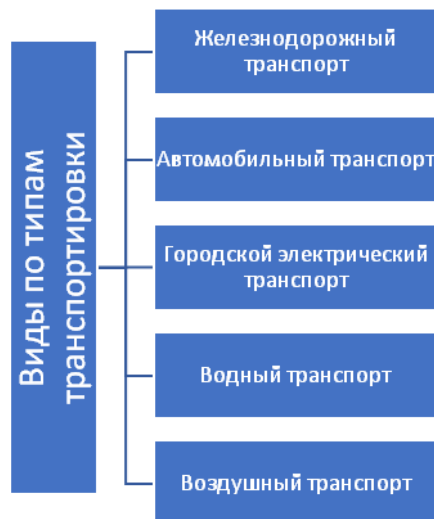 Виды по типам
транспортировки
Железнодорожный
транспорт
Автомобильный транспорт
Городской электрический
транспорт
Водный транспорт
Воздушный транспорт